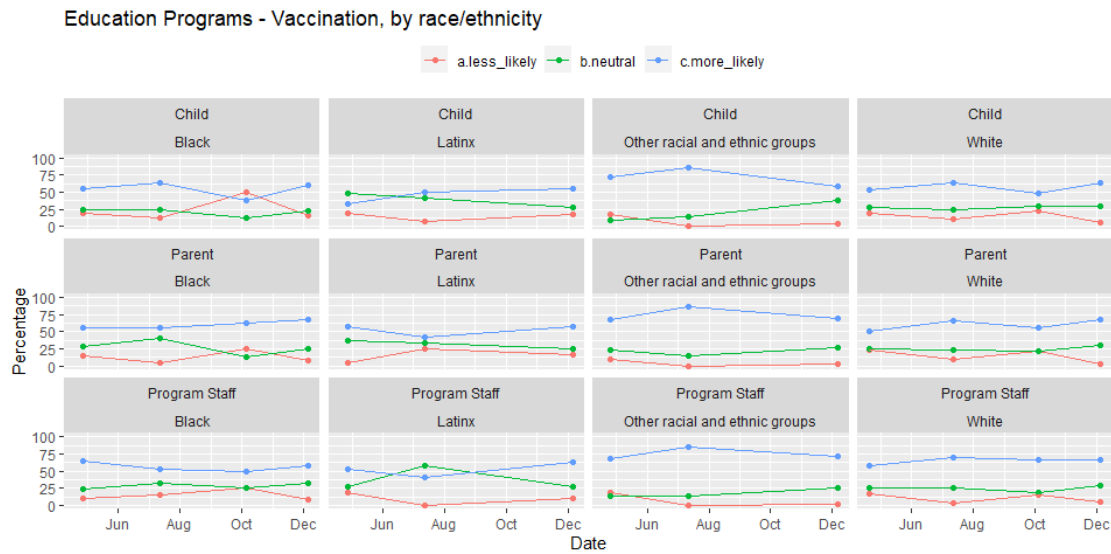 Education Programs - Vaccination, by race/ethnicity
a.less_likely b.neutral c.more_likely
Child Child Child Child
Black Latinx Other racial and ethnic groups White
100
75
50
25
0
Parent Parent Parent Parent
Black Latinx Other racial and ethnic groups White
100
75
50
25
0
Percentage
Program Staff Program Staff Program Staff Program Staff
Black Latinx Other racial and ethnic groups White
100
75
50
25
0
Jun Aug Oct Dec Jun Aug Oct Dec Jun Aug Oct Dec Jun Aug Oct Dec
Date